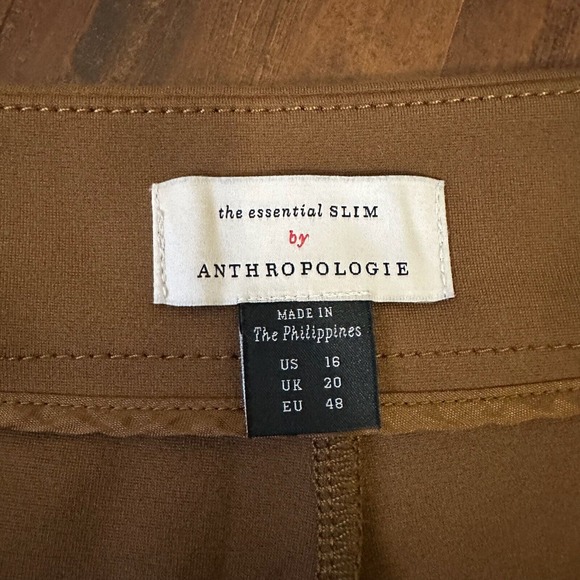 the essential SLIM
by
ANTHROPOLOGIE
MADE IN
The Philippines
US 16
UK 20
EU 48